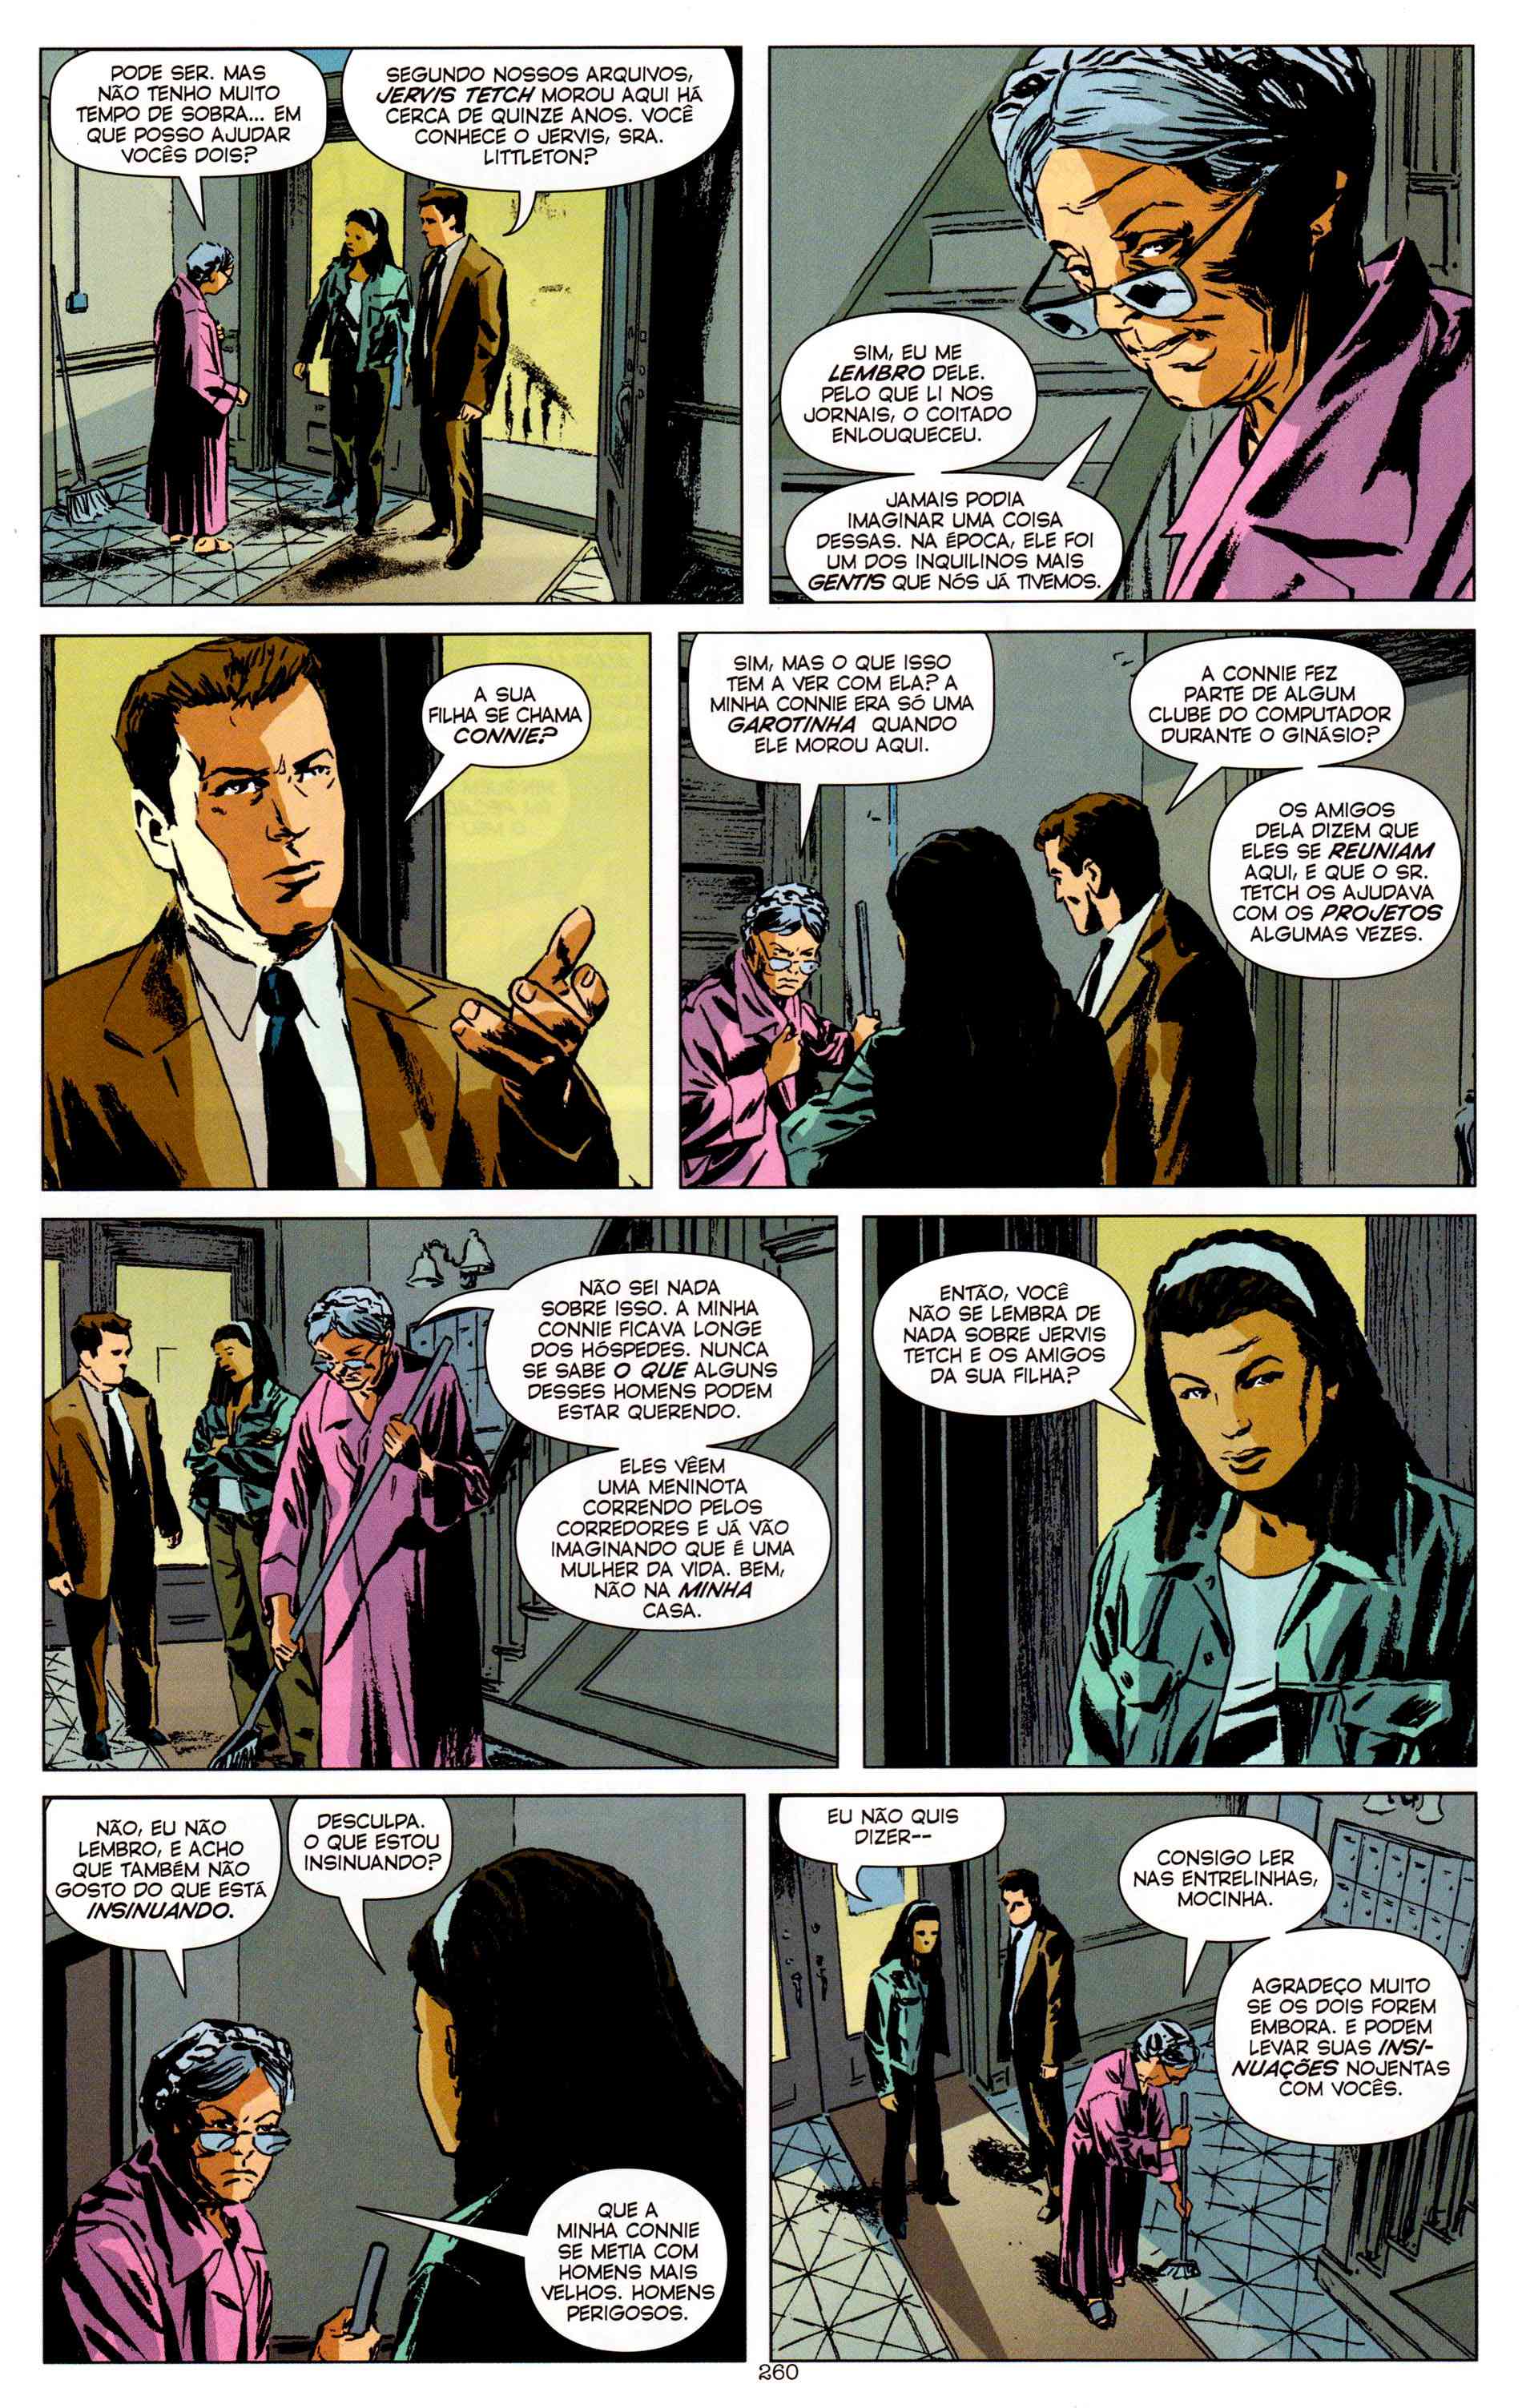 PODE SER. MAS
NÃO TENHO MUITO
TEMPO DE SOBRA... EM
QUE POSSO AJUDAR
VOCÊS DOIS?
SEGUNDO NOSSOS ARQUIVOS,
JERVIS TETCH MOROU AQUI HÁ
CERCA DE QUINZE ANOS. VOCÊ
CONHECE O JERVIS, SRA.
LITTLETON?
SIM, EU ME
LEMBRO DELE.
PELO QUE LI NOS
JORNAIS, O COITADO
ENLOUQUECEU.
JAMAIS PODIA
IMAGINAR UMA COISA
DESSAS. NA ÉPOCA, ELE FOI
UM DOS INQUILINOS MAIS
GENTIS QUE NÓS JÁ TIVEMOS.
A SUA
FILHA SE CHAMA
CONNIE?
SIM, MAS O QUE ISSO
TEM A VER COM ELA? A
MINHA CONNIE ERA SÓ UMA
GAROTINHA QUANDO
ELE MOROU AQUI.
A CONNIE FEZ
PARTE DE ALGUM
CLUBE DO COMPUTADOR
DURANTE O GINÁSIO?
OS AMIGOS
DELA DIZEM QUE
ELES SE REUNIAM
AQUI, E QUE O SR.
TETCH OS AJUDAVA
COM OS PROJETOS
ALGUMAS VEZES.
NÃO SEI NADA
SOBRE ISSO. A MINHA
CONNIE FICAVA LONGE
DOS HÓSPEDES. NUNCA
SE SABE O QUE ALGUNS
DESSES HOMENS PODEM
ESTAR QUERENDO.
ELES VÊEM
UMA MENINOTA
CORRENDO PELOS
CORREDORES E JÁ VÃO
IMAGINANDO QUE É UMA
MULHER DA VIDA. BEM,
NÃO NA MINHA
CASA.
ENTÃO, VOCÊ
NÃO SE LEMBRA DE
NADA SOBRE JERVIS
TETCH E OS AMIGOS
DA SUA FILHA?
NÃO, EU NÃO
LEMBRO, E ACHO
QUE TAMBÉM NÃO
GOSTO DO QUE ESTÁ
INSINUANDO.
DESCULPA.
O QUE ESTOU
INSINUANDO?
QUE A
MINHA CONNIE
SE METIA COM
HOMENS MAIS
VELHOS. HOMENS
PERIGOSOS.
EU NÃO QUIS
DIZER--
CONSIGO LER
NAS ENTRELINHAS,
MOCINHA.
AGRADEÇO MUITO
SE OS DOIS FOREM
EMBORA. E PODEM
LEVAR SUAS INSI-
NUAÇÕES NOJENTAS
COM VOCÊS.
260